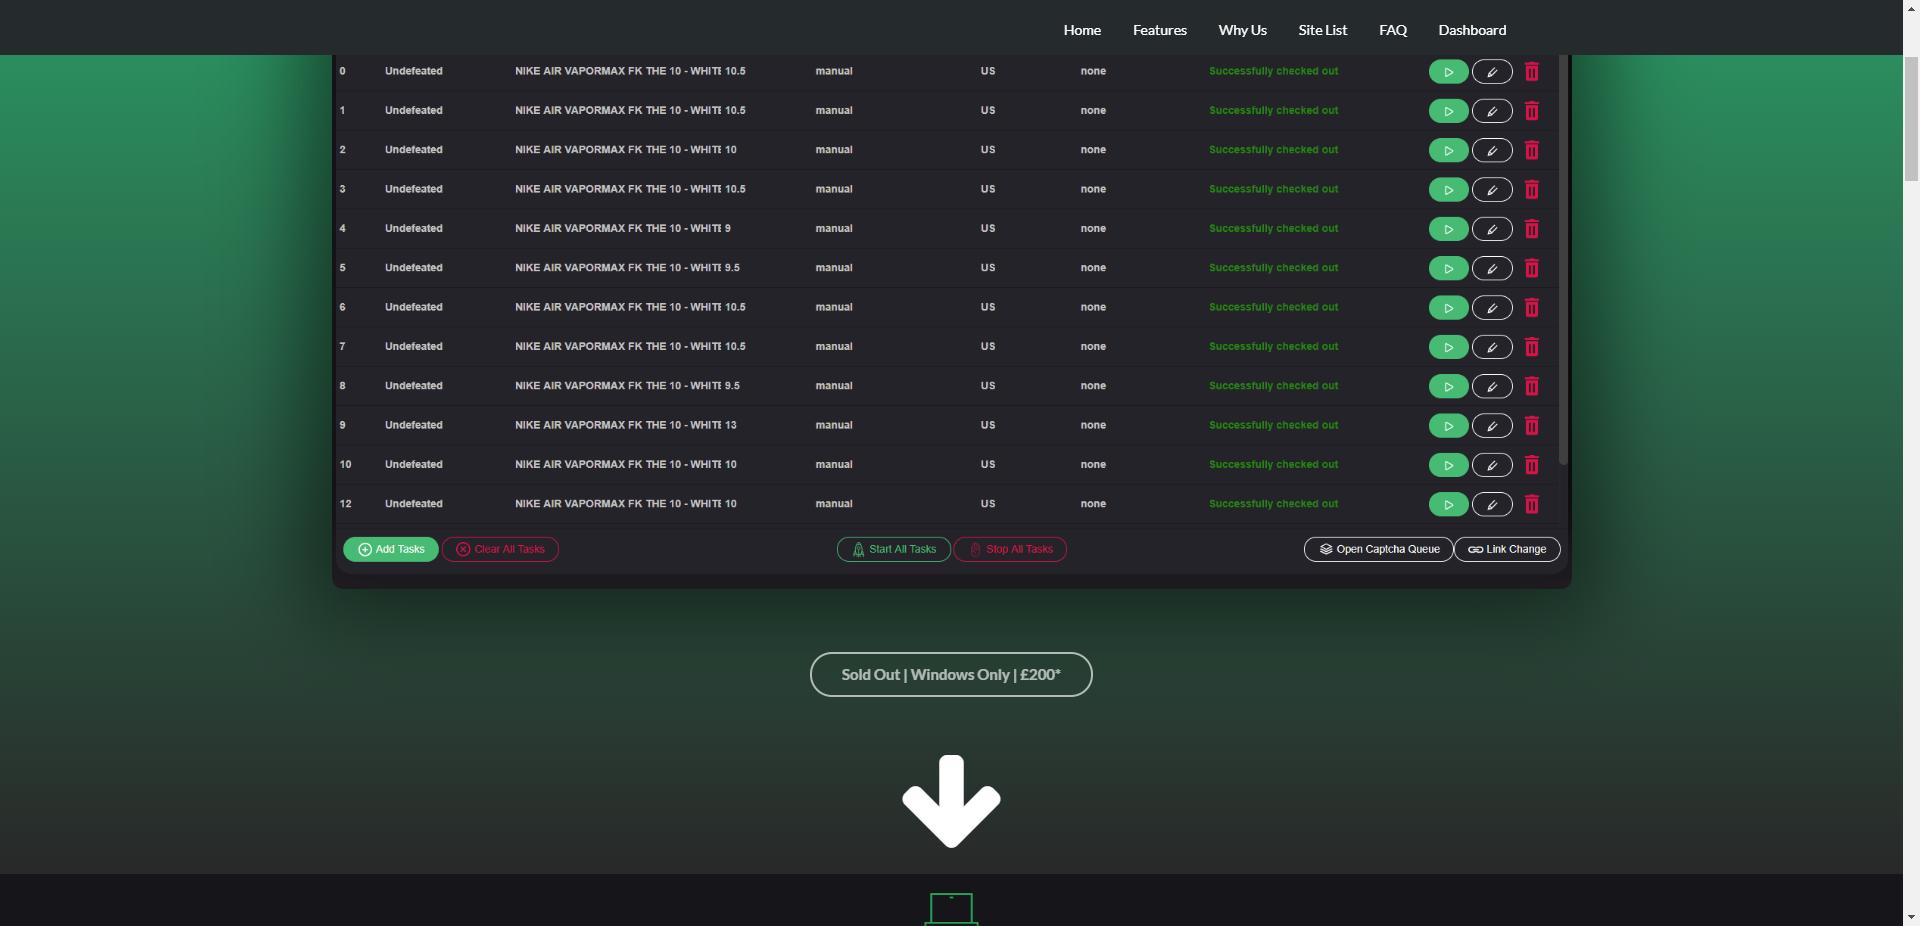 Home Features Why Us Site List FAQ Dashboard
0 Undefeated NIKE AIR VAPORMAX FK THE 10 - WHITE 10.5 manual US none Successfully checked out
1 Undefeated NIKE AIR VAPORMAX FK THE 10 - WHITE 10.5 manual US none Successfully checked out
2 Undefeated NIKE AIR VAPORMAX FK THE 10 - WHITE 10 manual US none Successfully checked out
3 Undefeated NIKE AIR VAPORMAX FK THE 10 - WHITE 10.5 manual US none Successfully checked out
4 Undefeated NIKE AIR VAPORMAX FK THE 10 - WHITE 9 manual US none Successfully checked out
5 Undefeated NIKE AIR VAPORMAX FK THE 10 - WHITE 9.5 manual US none Successfully checked out
6 Undefeated NIKE AIR VAPORMAX FK THE 10 - WHITE 10.5 manual US none Successfully checked out
7 Undefeated NIKE AIR VAPORMAX FK THE 10 - WHITE 10.5 manual US none Successfully checked out
8 Undefeated NIKE AIR VAPORMAX FK THE 10 - WHITE 9.5 manual US none Successfully checked out
9 Undefeated NIKE AIR VAPORMAX FK THE 10 - WHITE 13 manual US none Successfully checked out
10 Undefeated NIKE AIR VAPORMAX FK THE 10 - WHITE 10 manual US none Successfully checked out
12 Undefeated NIKE AIR VAPORMAX FK THE 10 - WHITE 10 manual US none Successfully checked out
Add Tasks Clear All Tasks Start All Tasks Stop All Tasks Open Captcha Queue Link Change
Sold Out | Windows Only | £200*